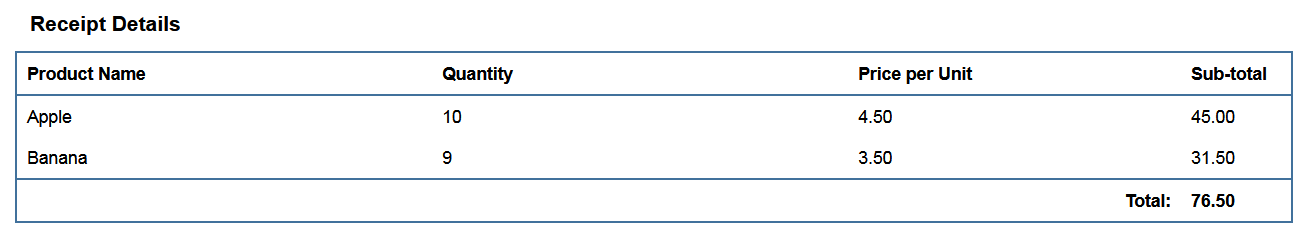 Receipt Details
Product Name Quantity Price per Unit Sub-total
Apple 10 4.50 45.00
Banana 9 3.50 31.50
Total: 76.50